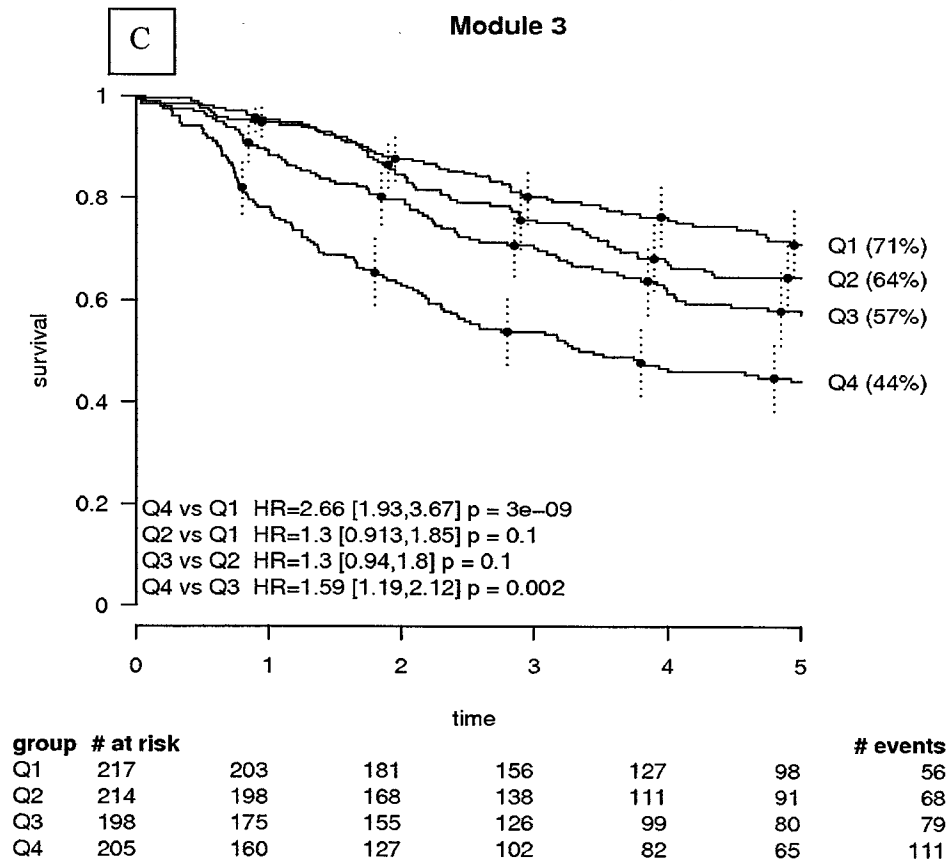 C
Module 3
1
0.8
0.6
0.4
0.2
0
survival
Q1 (71%)
Q2 (64%)
Q3 (57%)
Q4 (44%)
Q4 vs Q1 HR=2.66 [1.93,3.67] p = 3e−09
Q2 vs Q1 HR=1.3 [0.913,1.85] p = 0.1
Q3 vs Q2 HR=1.3 [0.94,1.8] p = 0.1
Q4 vs Q3 HR=1.59 [1.19,2.12] p = 0.002
0 1 2 3 4 5
time
group # at risk # events
Q1 217 203 181 156 127 98 56
Q2 214 198 168 138 111 91 68
Q3 198 175 155 126 99 80 79
Q4 205 160 127 102 82 65 111